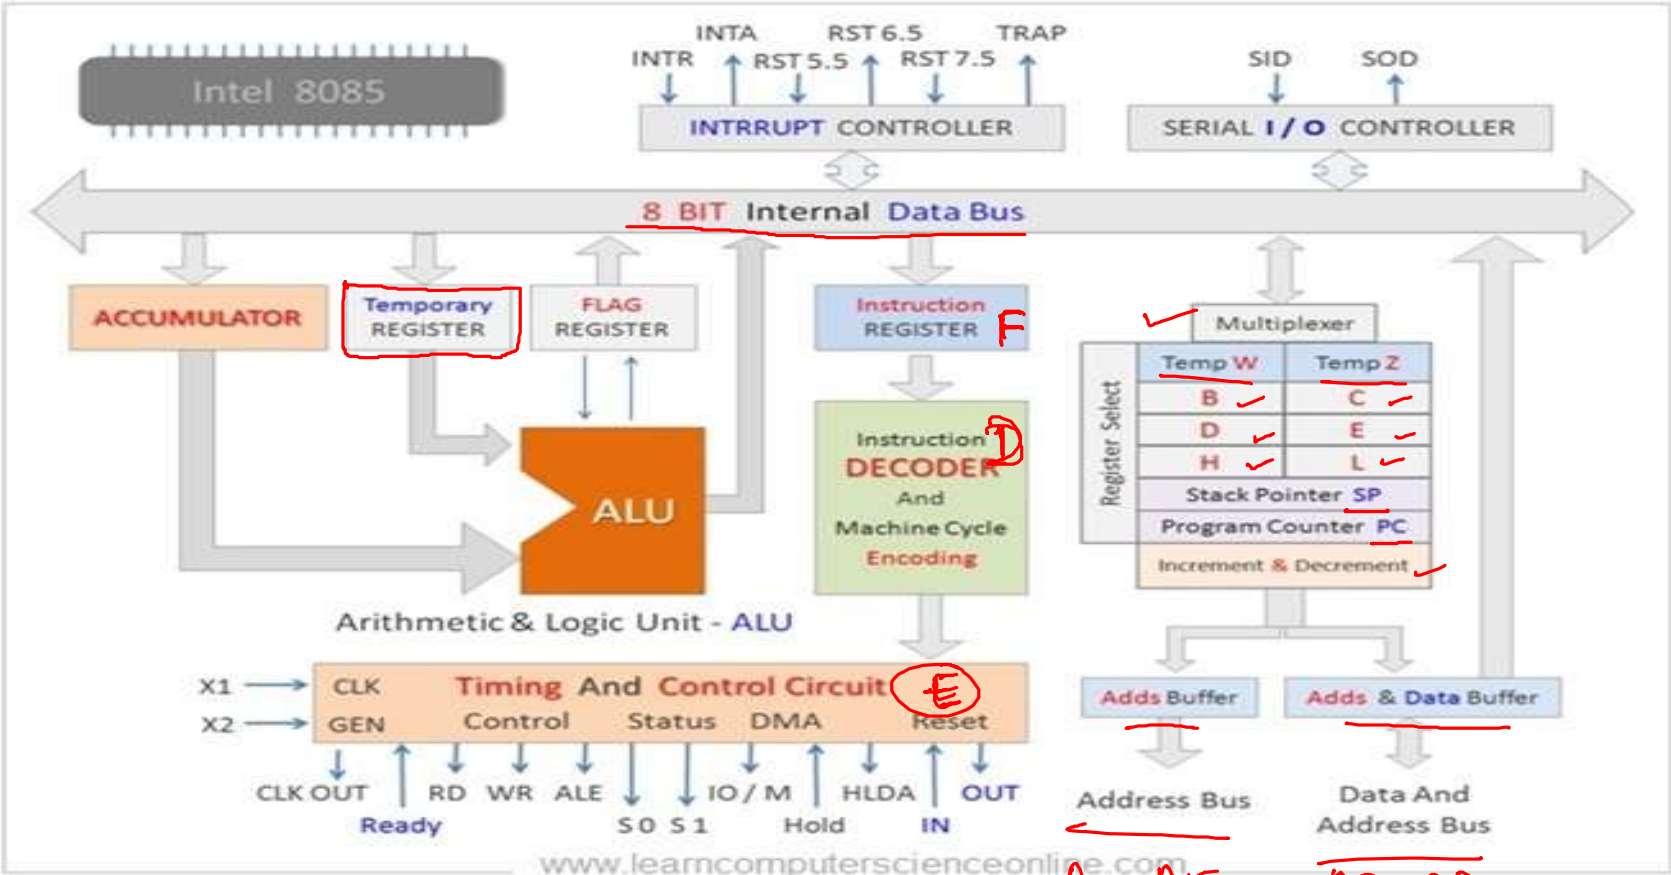 INTA RST 6.5 TRAP
INTR RST 5.5 RST 7.5 SID SOD
Intel 8085
INTRRUPT CONTROLLER
SERIAL I / O CONTROLLER
8 BIT Internal Data Bus
ACCUMULATOR
Temporary
REGISTER
FLAG
REGISTER
Instruction
REGISTER
F
Multiplexer
Register Select
Temp W Temp Z
B C
D E
H L
Stack Pointer SP
Program Counter PC
Increment & Decrement
ALU
Instruction D
DECODER
And
Machine Cycle
Encoding
Arithmetic & Logic Unit - ALU
X1 CLK Timing And Control Circuit E
X2 GEN Control Status DMA Reset
CLK OUT RD WR ALE IO / M HLDA OUT
Ready S0 S1 Hold IN
Adds Buffer
Adds & Data Buffer
Address Bus
Data And
Address Bus
www.learncomputerscienceonline.com